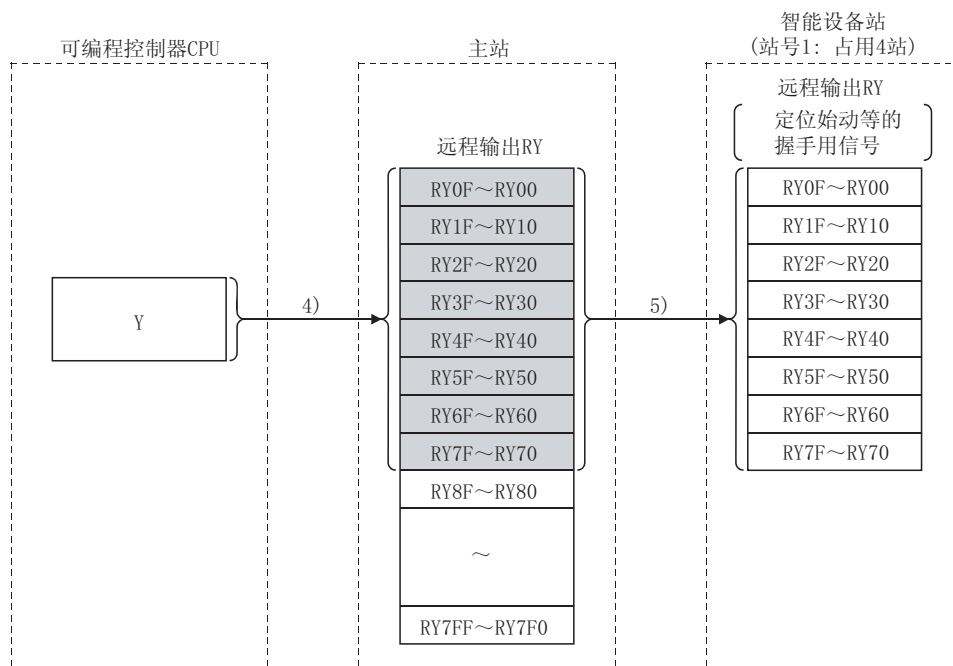 可编程控制器CPU
主站
智能设备站
(站号1: 占用4站)
远程输出RY
定位始动等的
握手用信号
远程输出RY
Y
4)
RY0F～RY00
RY1F～RY10
RY2F～RY20
RY3F～RY30
RY4F～RY40
RY5F～RY50
RY6F～RY60
RY7F～RY70
RY8F～RY80
～
RY7FF～RY7F0
5)
RY0F～RY00
RY1F～RY10
RY2F～RY20
RY3F～RY30
RY4F～RY40
RY5F～RY50
RY6F～RY60
RY7F～RY70